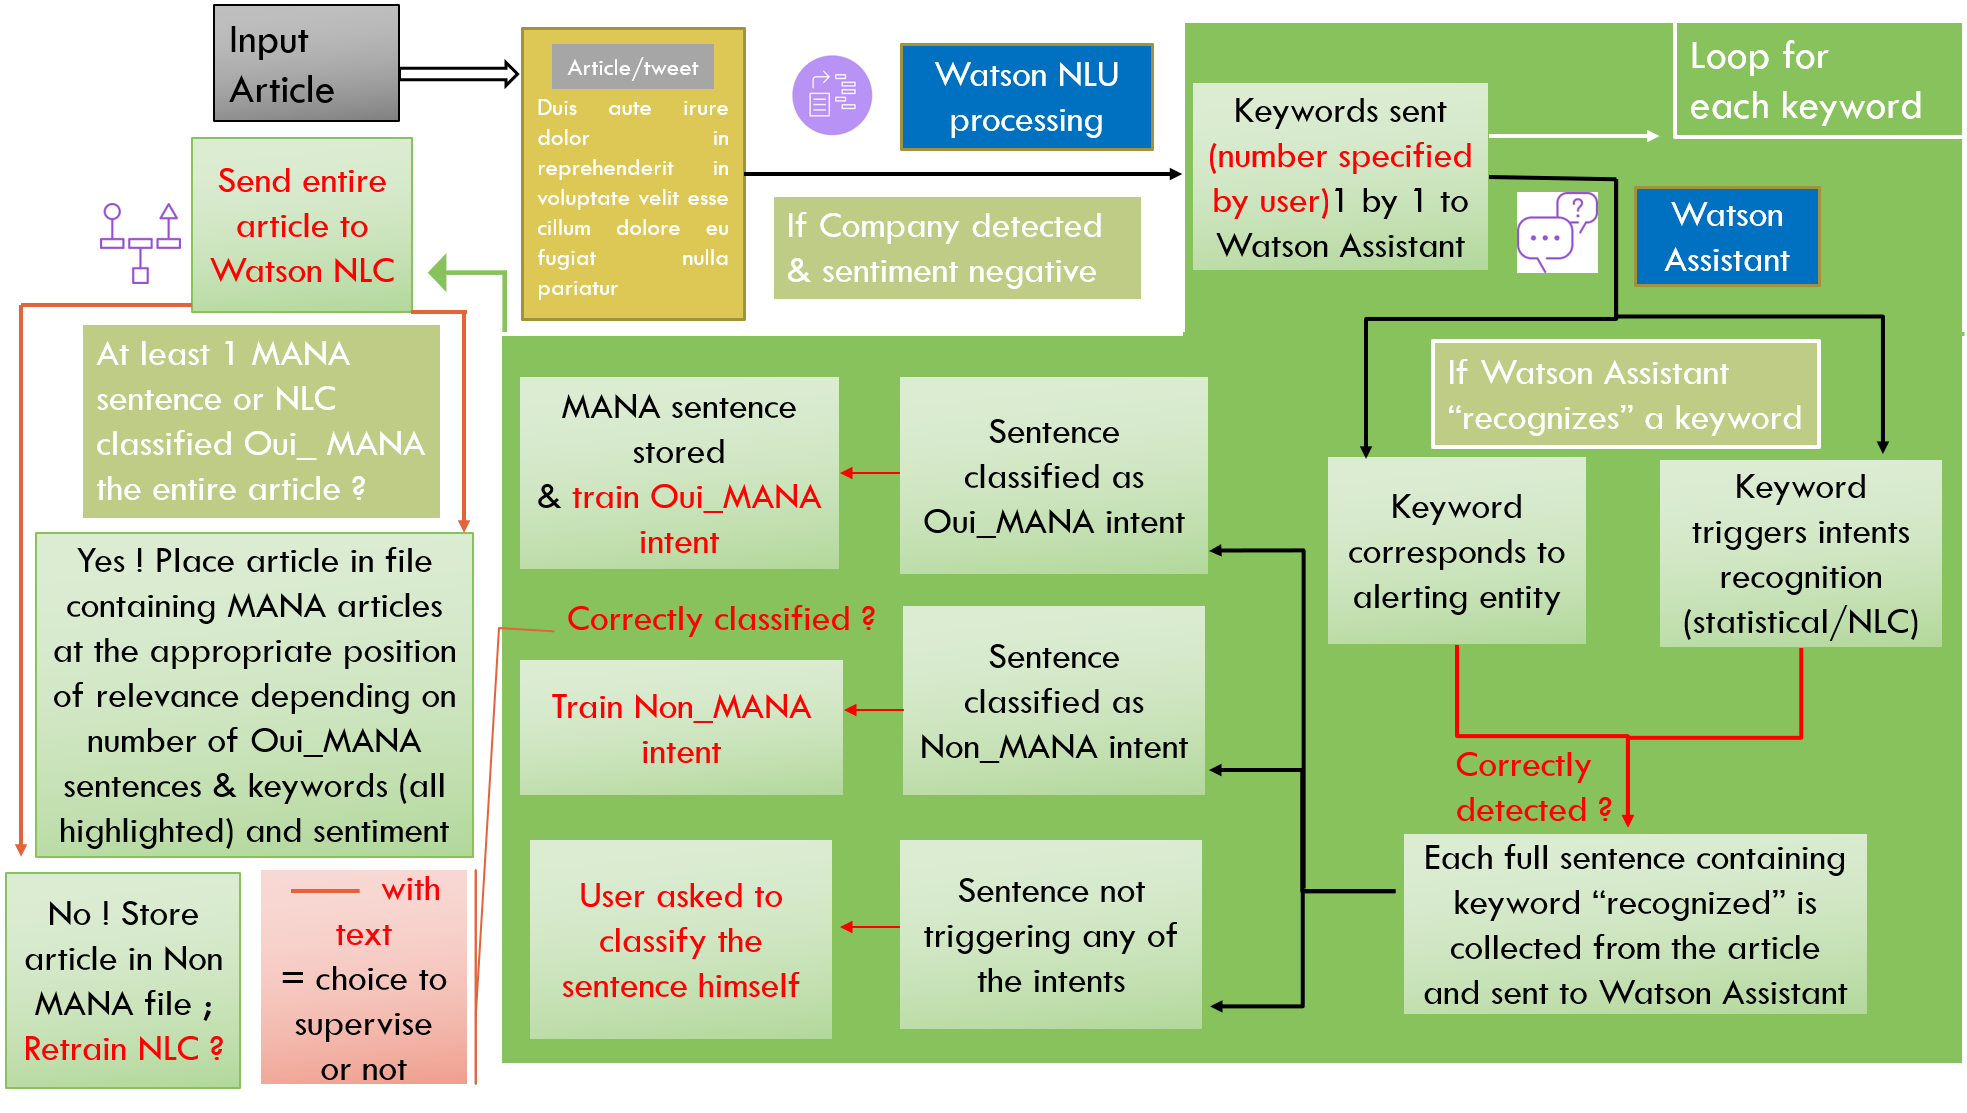 Input
Article
Article/tweet
Duis aute irure
dolor in
reprehenderit in
voluptate velit esse
cillum dolore eu
fugiat nulla
pariatur
Watson NLU
processing
If Company detected
& sentiment negative
Keywords sent
(number specified
by user)1 by 1 to
Watson Assistant
Loop for
each keyword
Watson
Assistant
If Watson Assistant
“recognizes” a keyword
Keyword
corresponds to
alerting entity
Keyword
triggers intents
recognition
(statistical/NLC)
Correctly
detected ?
Each full sentence containing
keyword “recognized” is
collected from the article
and sent to Watson Assistant
Sentence
classified as
Oui_MANA intent
MANA sentence
stored
& train Oui_MANA
intent
Correctly classified ?
Sentence
classified as
Non_MANA intent
Train Non_MANA
intent
Sentence not
triggering any of
the intents
User asked to
classify the
sentence himself
Send entire
article to
Watson NLC
At least 1 MANA
sentence or NLC
classified Oui_ MANA
the entire article ?
Yes ! Place article in file
containing MANA articles
at the appropriate position
of relevance depending on
number of Oui_MANA
sentences & keywords (all
highlighted) and sentiment
No ! Store
article in Non
MANA file ;
Retrain NLC ?
with
text
= choice to
supervise
or not